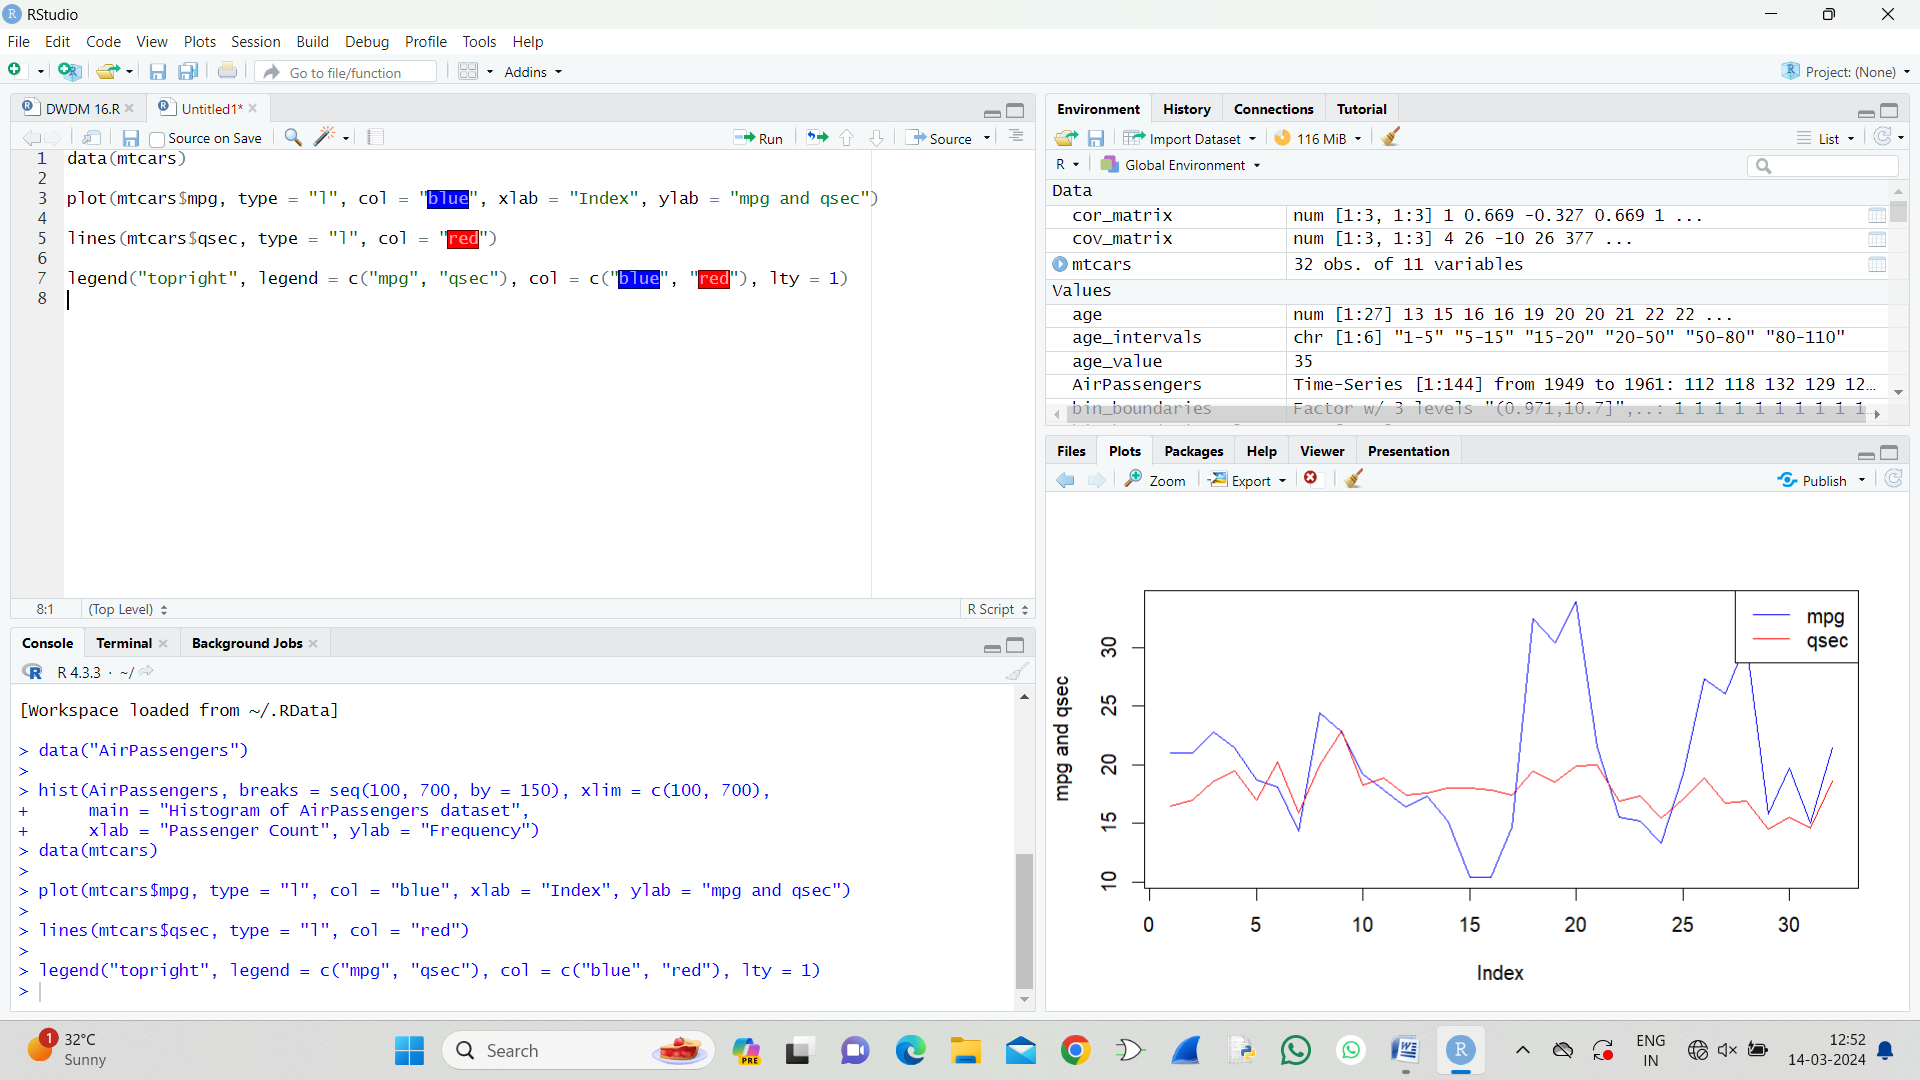 RStudio
File Edit Code View Plots Session Build Debug Profile Tools Help
Go to file/function Addins Project: (None)
DWDM 16.R Untitled1*
Source on Save Run Source
1 data(mtcars)
2
3 plot(mtcars$mpg, type = "l", col = "blue", xlab = "Index", ylab = "mpg and qsec")
4
5 lines(mtcars$qsec, type = "l", col = "red")
6
7 legend("topright", legend = c("mpg", "qsec"), col = c("blue", "red"), lty = 1)
8
8:1 (Top Level) R Script
Console Terminal Background Jobs
R 4.3.3 · ~/
[Workspace loaded from ~/.RData]
> data("AirPassengers")
>
> hist(AirPassengers, breaks = seq(100, 700, by = 150), xlim = c(100, 700),
+ main = "Histogram of AirPassengers dataset",
+ xlab = "Passenger Count", ylab = "Frequency")
> data(mtcars)
>
> plot(mtcars$mpg, type = "l", col = "blue", xlab = "Index", ylab = "mpg and qsec")
>
> lines(mtcars$qsec, type = "l", col = "red")
>
> legend("topright", legend = c("mpg", "qsec"), col = c("blue", "red"), lty = 1)
>
Environment History Connections Tutorial
Import Dataset 116 MiB List
R Global Environment
Data
cor_matrix num [1:3, 1:3] 1 0.669 -0.327 0.669 1 ...
cov_matrix num [1:3, 1:3] 4 26 -10 26 377 ...
mtcars 32 obs. of 11 variables
Values
age num [1:27] 13 15 16 16 19 20 20 21 22 22 ...
age_intervals chr [1:6] "1-5" "5-15" "15-20" "20-50" "50-80" "80-110"
age_value 35
AirPassengers Time-Series [1:144] from 1949 to 1961: 112 118 132 129 12…
bin_boundaries Factor w/ 3 levels "(0.971,10.7]",..: 1 1 1 1 1 1 1 1 1 1…
Files Plots Packages Help Viewer Presentation
Zoom Export Publish
mpg
qsec
30
25
20
15
10
mpg and qsec
0 5 10 15 20 25 30
Index
1 32°C
Sunny
Search
PRE
ENG
IN
12:52
14-03-2024